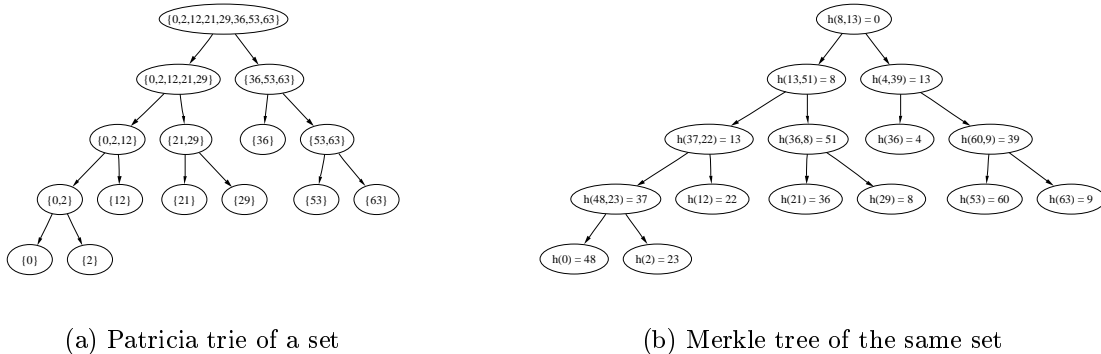 {0,2,12,21,29,36,53,63}
{0,2,12,21,29}
{36,53,63}
{0,2,12}
{21,29}
{36}
{53,63}
{0,2}
{12}
{21}
{29}
{53}
{63}
{0}
{2}
(a) Patricia trie of a set
h(8,13) = 0
h(13,51) = 8
h(4,39) = 13
h(37,22) = 13
h(36,8) = 51
h(36) = 4
h(60,9) = 39
h(48,23) = 37
h(12) = 22
h(21) = 36
h(29) = 8
h(53) = 60
h(63) = 9
h(0) = 48
h(2) = 23
(b) Merkle tree of the same set